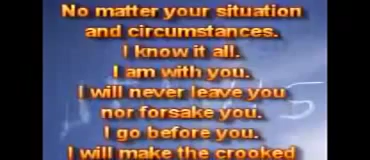 No matter your situation
and circumstances.
I know it all.
I am with you.
I will never leave you
nor forsake you.
I go before you.
I will make the crooked